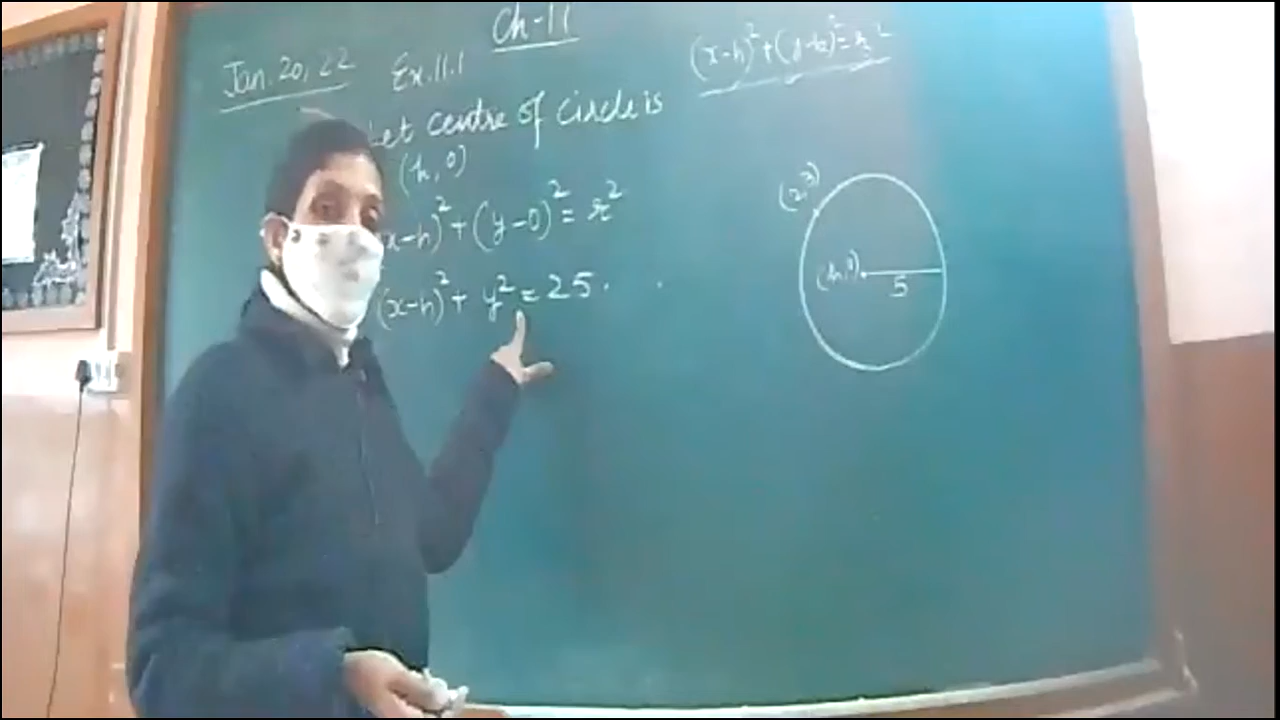 Ch-11
Jan. 20, 22 Ex.11.1
(x-h)²+(y-k)²=r²
Let centre of circle is
(h, 0)
x-h)²+(y-0)²=r²
(x-h)²+ y²=25.
(2,3)
(h,0)
5